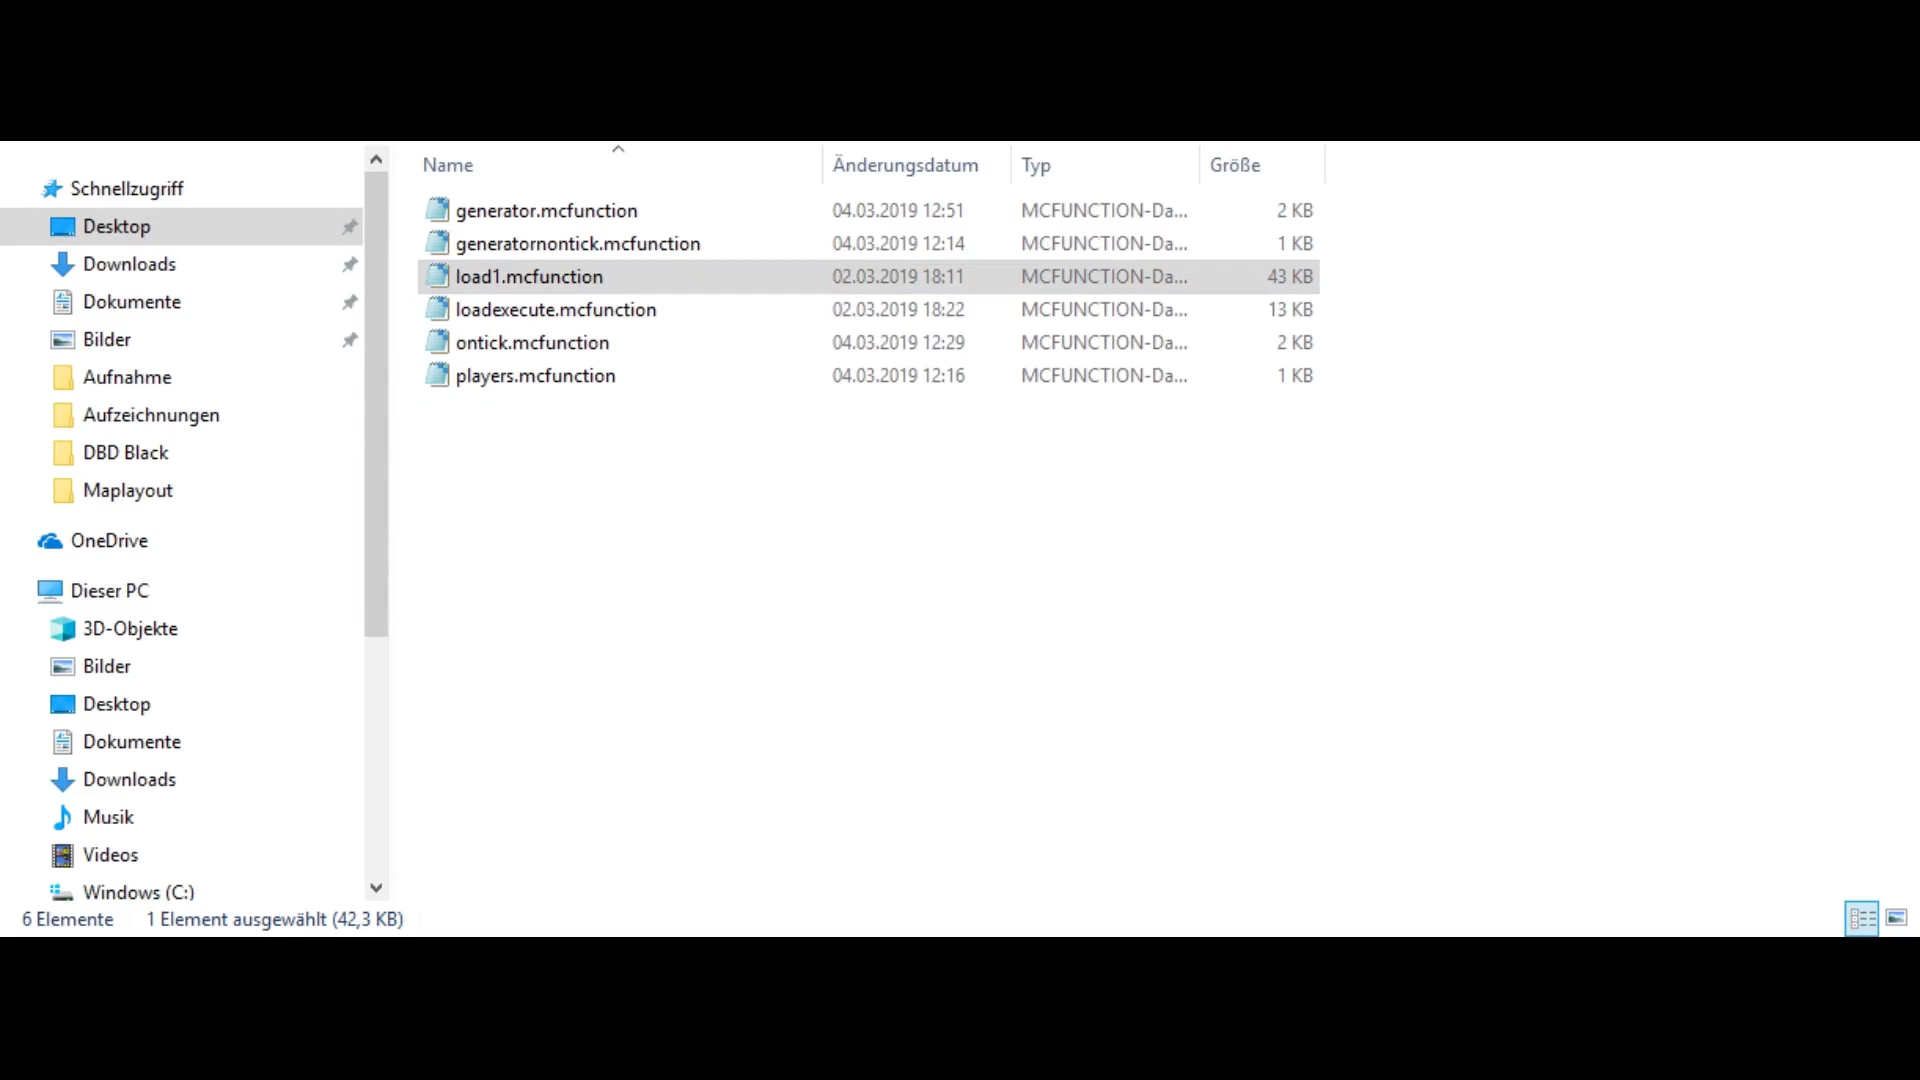 Name Änderungsdatum Typ Größe
Schnellzugriff
Desktop
Downloads
Dokumente
Bilder
Aufnahme
Aufzeichnungen
DBD Black
Maplayout
OneDrive
Dieser PC
3D-Objekte
Bilder
Desktop
Dokumente
Downloads
Musik
Videos
Windows (C:)
generator.mcfunction 04.03.2019 12:51 MCFUNCTION-Da... 2 KB
generatornontick.mcfunction 04.03.2019 12:14 MCFUNCTION-Da... 1 KB
load1.mcfunction 02.03.2019 18:11 MCFUNCTION-Da... 43 KB
loadexecute.mcfunction 02.03.2019 18:22 MCFUNCTION-Da... 13 KB
ontick.mcfunction 04.03.2019 12:29 MCFUNCTION-Da... 2 KB
players.mcfunction 04.03.2019 12:16 MCFUNCTION-Da... 1 KB
6 Elemente 1 Element ausgewählt (42,3 KB)